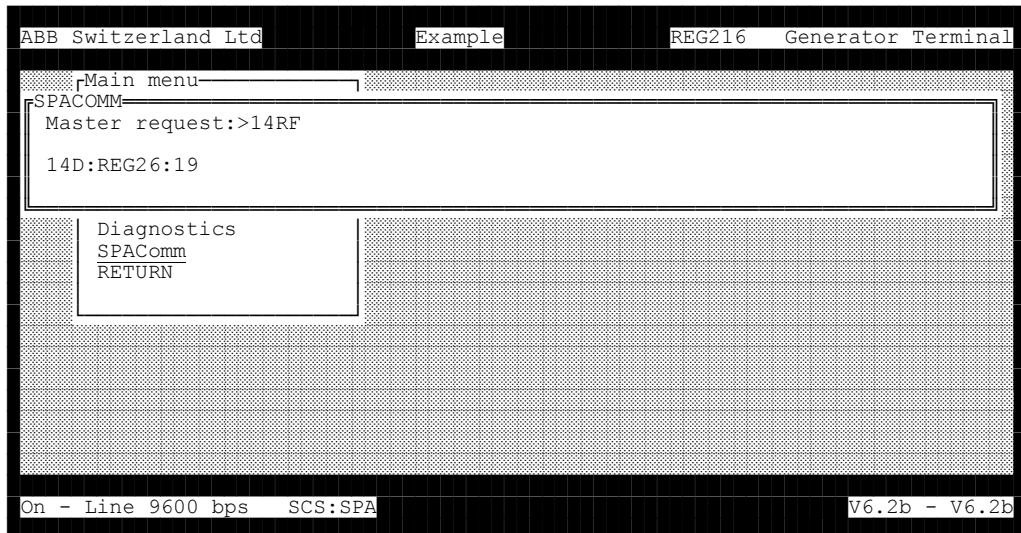 ABB Switzerland Ltd Example REG216 Generator Terminal
Main menu
SPACOMM
Master request:>14RF
14D:REG26:19
Diagnostics
SPAComm
RETURN
On - Line 9600 bps SCS:SPA V6.2b - V6.2b